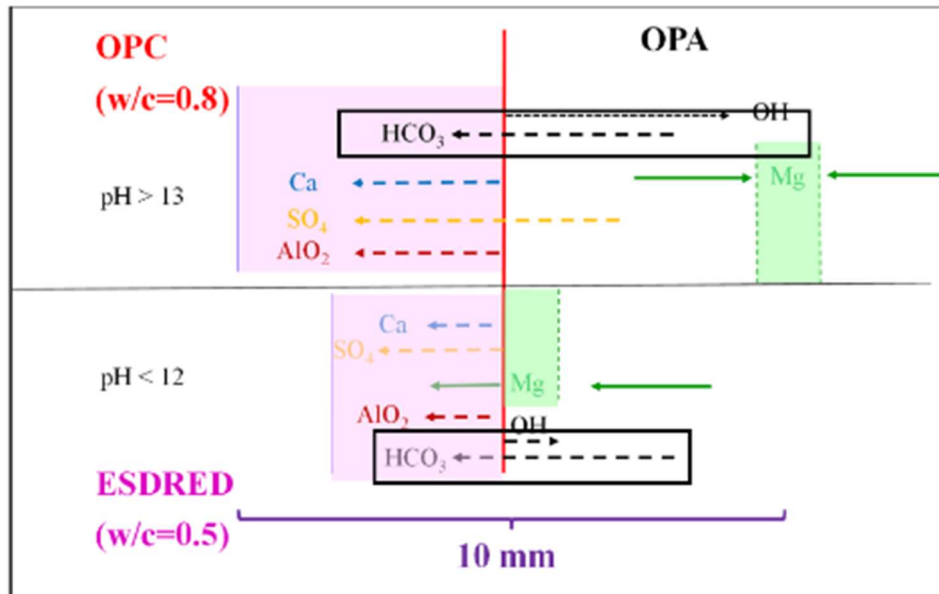 OPC
(w/c=0.8)
OPA
OH
HCO₃
Ca
Mg
pH > 13
SO₄
AlO₂
Ca
SO₄
pH < 12
Mg
AlO₂
OH
HCO₃
ESDRED
(w/c=0.5)
10 mm